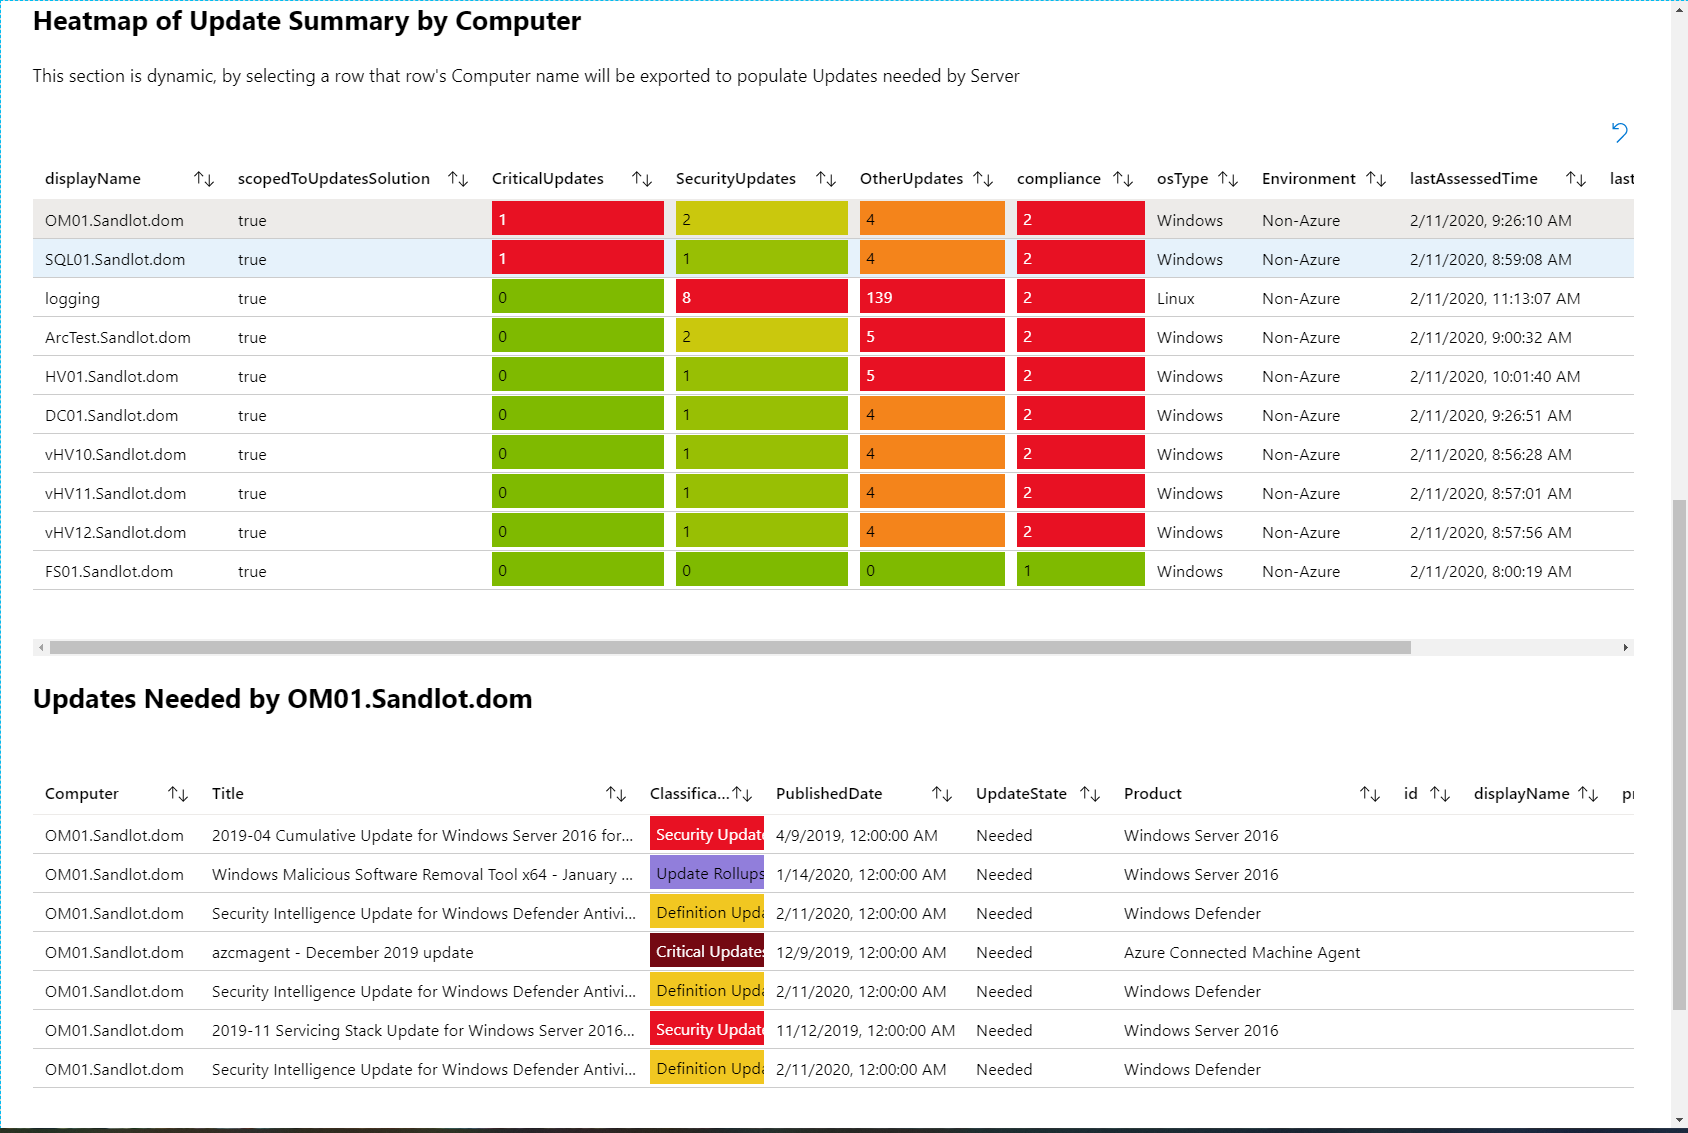 Heatmap of Update Summary by Computer
This section is dynamic, by selecting a row that row's Computer name will be exported to populate Updates needed by Server
displayName scopedToUpdatesSolution CriticalUpdates SecurityUpdates OtherUpdates compliance osType Environment lastAssessedTime last
OM01.Sandlot.dom true 1 2 4 2 Windows Non-Azure 2/11/2020, 9:26:10 AM
SQL01.Sandlot.dom true 1 1 4 2 Windows Non-Azure 2/11/2020, 8:59:08 AM
logging true 0 8 139 2 Linux Non-Azure 2/11/2020, 11:13:07 AM
ArcTest.Sandlot.dom true 0 2 5 2 Windows Non-Azure 2/11/2020, 9:00:32 AM
HV01.Sandlot.dom true 0 1 5 2 Windows Non-Azure 2/11/2020, 10:01:40 AM
DC01.Sandlot.dom true 0 1 4 2 Windows Non-Azure 2/11/2020, 9:26:51 AM
vHV10.Sandlot.dom true 0 1 4 2 Windows Non-Azure 2/11/2020, 8:56:28 AM
vHV11.Sandlot.dom true 0 1 4 2 Windows Non-Azure 2/11/2020, 8:57:01 AM
vHV12.Sandlot.dom true 0 1 4 2 Windows Non-Azure 2/11/2020, 8:57:56 AM
FS01.Sandlot.dom true 0 0 0 1 Windows Non-Azure 2/11/2020, 8:00:19 AM
Updates Needed by OM01.Sandlot.dom
Computer Title Classifica... PublishedDate UpdateState Product id displayName pr
OM01.Sandlot.dom 2019-04 Cumulative Update for Windows Server 2016 for... Security Update 4/9/2019, 12:00:00 AM Needed Windows Server 2016
OM01.Sandlot.dom Windows Malicious Software Removal Tool x64 - January ... Update Rollups 1/14/2020, 12:00:00 AM Needed Windows Server 2016
OM01.Sandlot.dom Security Intelligence Update for Windows Defender Antivi... Definition Upda 2/11/2020, 12:00:00 AM Needed Windows Defender
OM01.Sandlot.dom azcmagent - December 2019 update Critical Updates 12/9/2019, 12:00:00 AM Needed Azure Connected Machine Agent
OM01.Sandlot.dom Security Intelligence Update for Windows Defender Antivi... Definition Upda 2/11/2020, 12:00:00 AM Needed Windows Defender
OM01.Sandlot.dom 2019-11 Servicing Stack Update for Windows Server 2016... Security Update 11/12/2019, 12:00:00 AM Needed Windows Server 2016
OM01.Sandlot.dom Security Intelligence Update for Windows Defender Antivi... Definition Upda 2/11/2020, 12:00:00 AM Needed Windows Defender